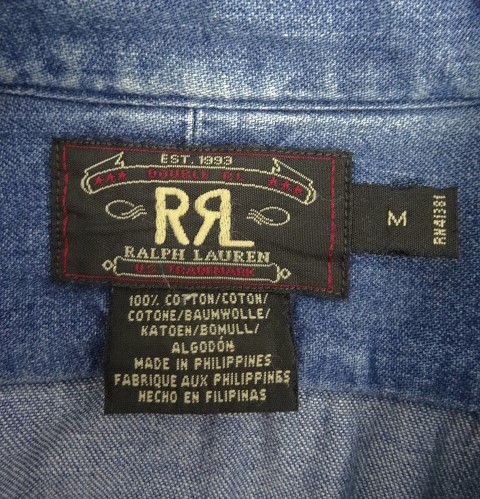 EST. 1993
DOUBLE RL
RRL
RALPH LAUREN
U.S. TRADEMARK
M
RN41381
100% COTTON/COTON/
COTONE/BAUMWOLLE/
KATOEN/BOMULL/
ALGODÓN
MADE IN PHILIPPINES
FABRIQUE AUX PHILIPPINES
HECHO EN FILIPINAS